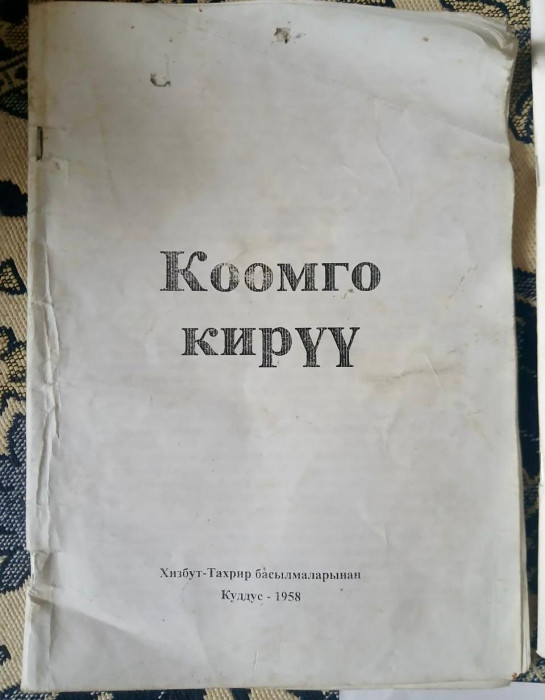 Коомго
кирүү
Хизбут-Тахрир басылмаларынан
Куддус - 1958